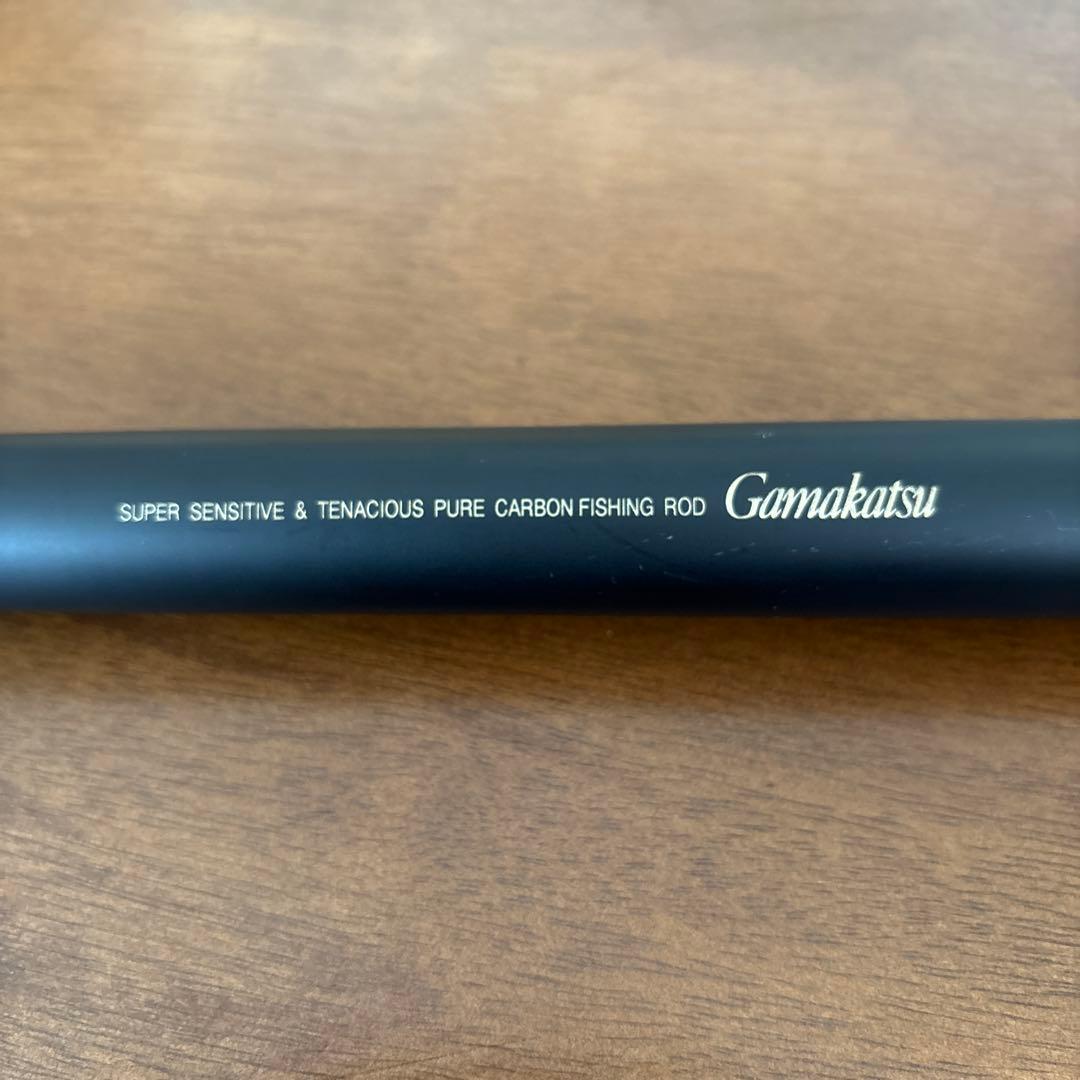 SUPER SENSITIVE & TENACIOUS PURE CARBON FISHING ROD Gamakatsu